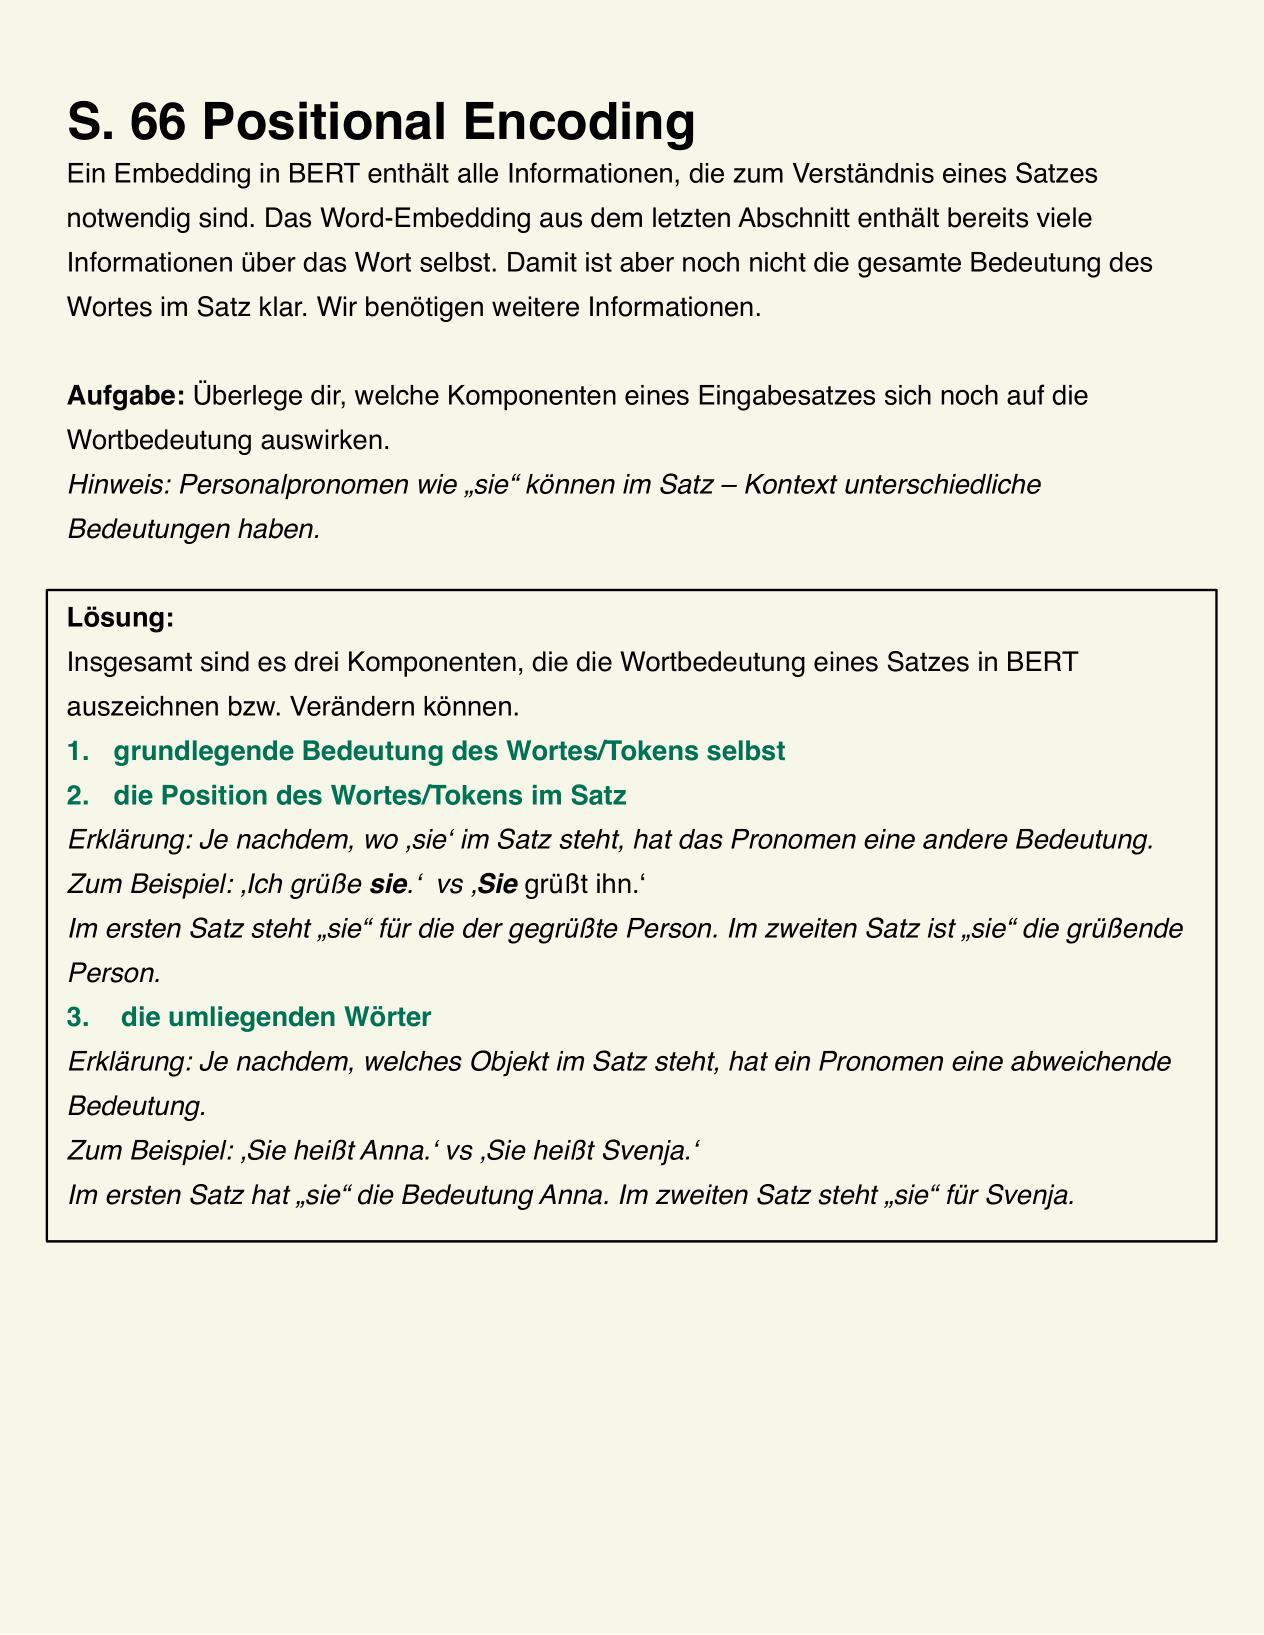 S. 66 Positional Encoding
Ein Embedding in BERT enthält alle Informationen, die zum Verständnis eines Satzes
notwendig sind. Das Word-Embedding aus dem letzten Abschnitt enthält bereits viele
Informationen über das Wort selbst. Damit ist aber noch nicht die gesamte Bedeutung des
Wortes im Satz klar. Wir benötigen weitere Informationen.
Aufgabe: Überlege dir, welche Komponenten eines Eingabesatzes sich noch auf die
Wortbedeutung auswirken.
Hinweis: Personalpronomen wie „sie“ können im Satz – Kontext unterschiedliche
Bedeutungen haben.
Lösung:
Insgesamt sind es drei Komponenten, die die Wortbedeutung eines Satzes in BERT
auszeichnen bzw. Verändern können.
1. grundlegende Bedeutung des Wortes/Tokens selbst
2. die Position des Wortes/Tokens im Satz
Erklärung: Je nachdem, wo ‚sie‘ im Satz steht, hat das Pronomen eine andere Bedeutung.
Zum Beispiel: ‚Ich grüße sie.‘ vs ‚Sie grüßt ihn.‘
Im ersten Satz steht „sie“ für die der gegrüßte Person. Im zweiten Satz ist „sie“ die grüßende
Person.
3. die umliegenden Wörter
Erklärung: Je nachdem, welches Objekt im Satz steht, hat ein Pronomen eine abweichende
Bedeutung.
Zum Beispiel: ‚Sie heißt Anna.‘ vs ‚Sie heißt Svenja.‘
Im ersten Satz hat „sie“ die Bedeutung Anna. Im zweiten Satz steht „sie“ für Svenja.